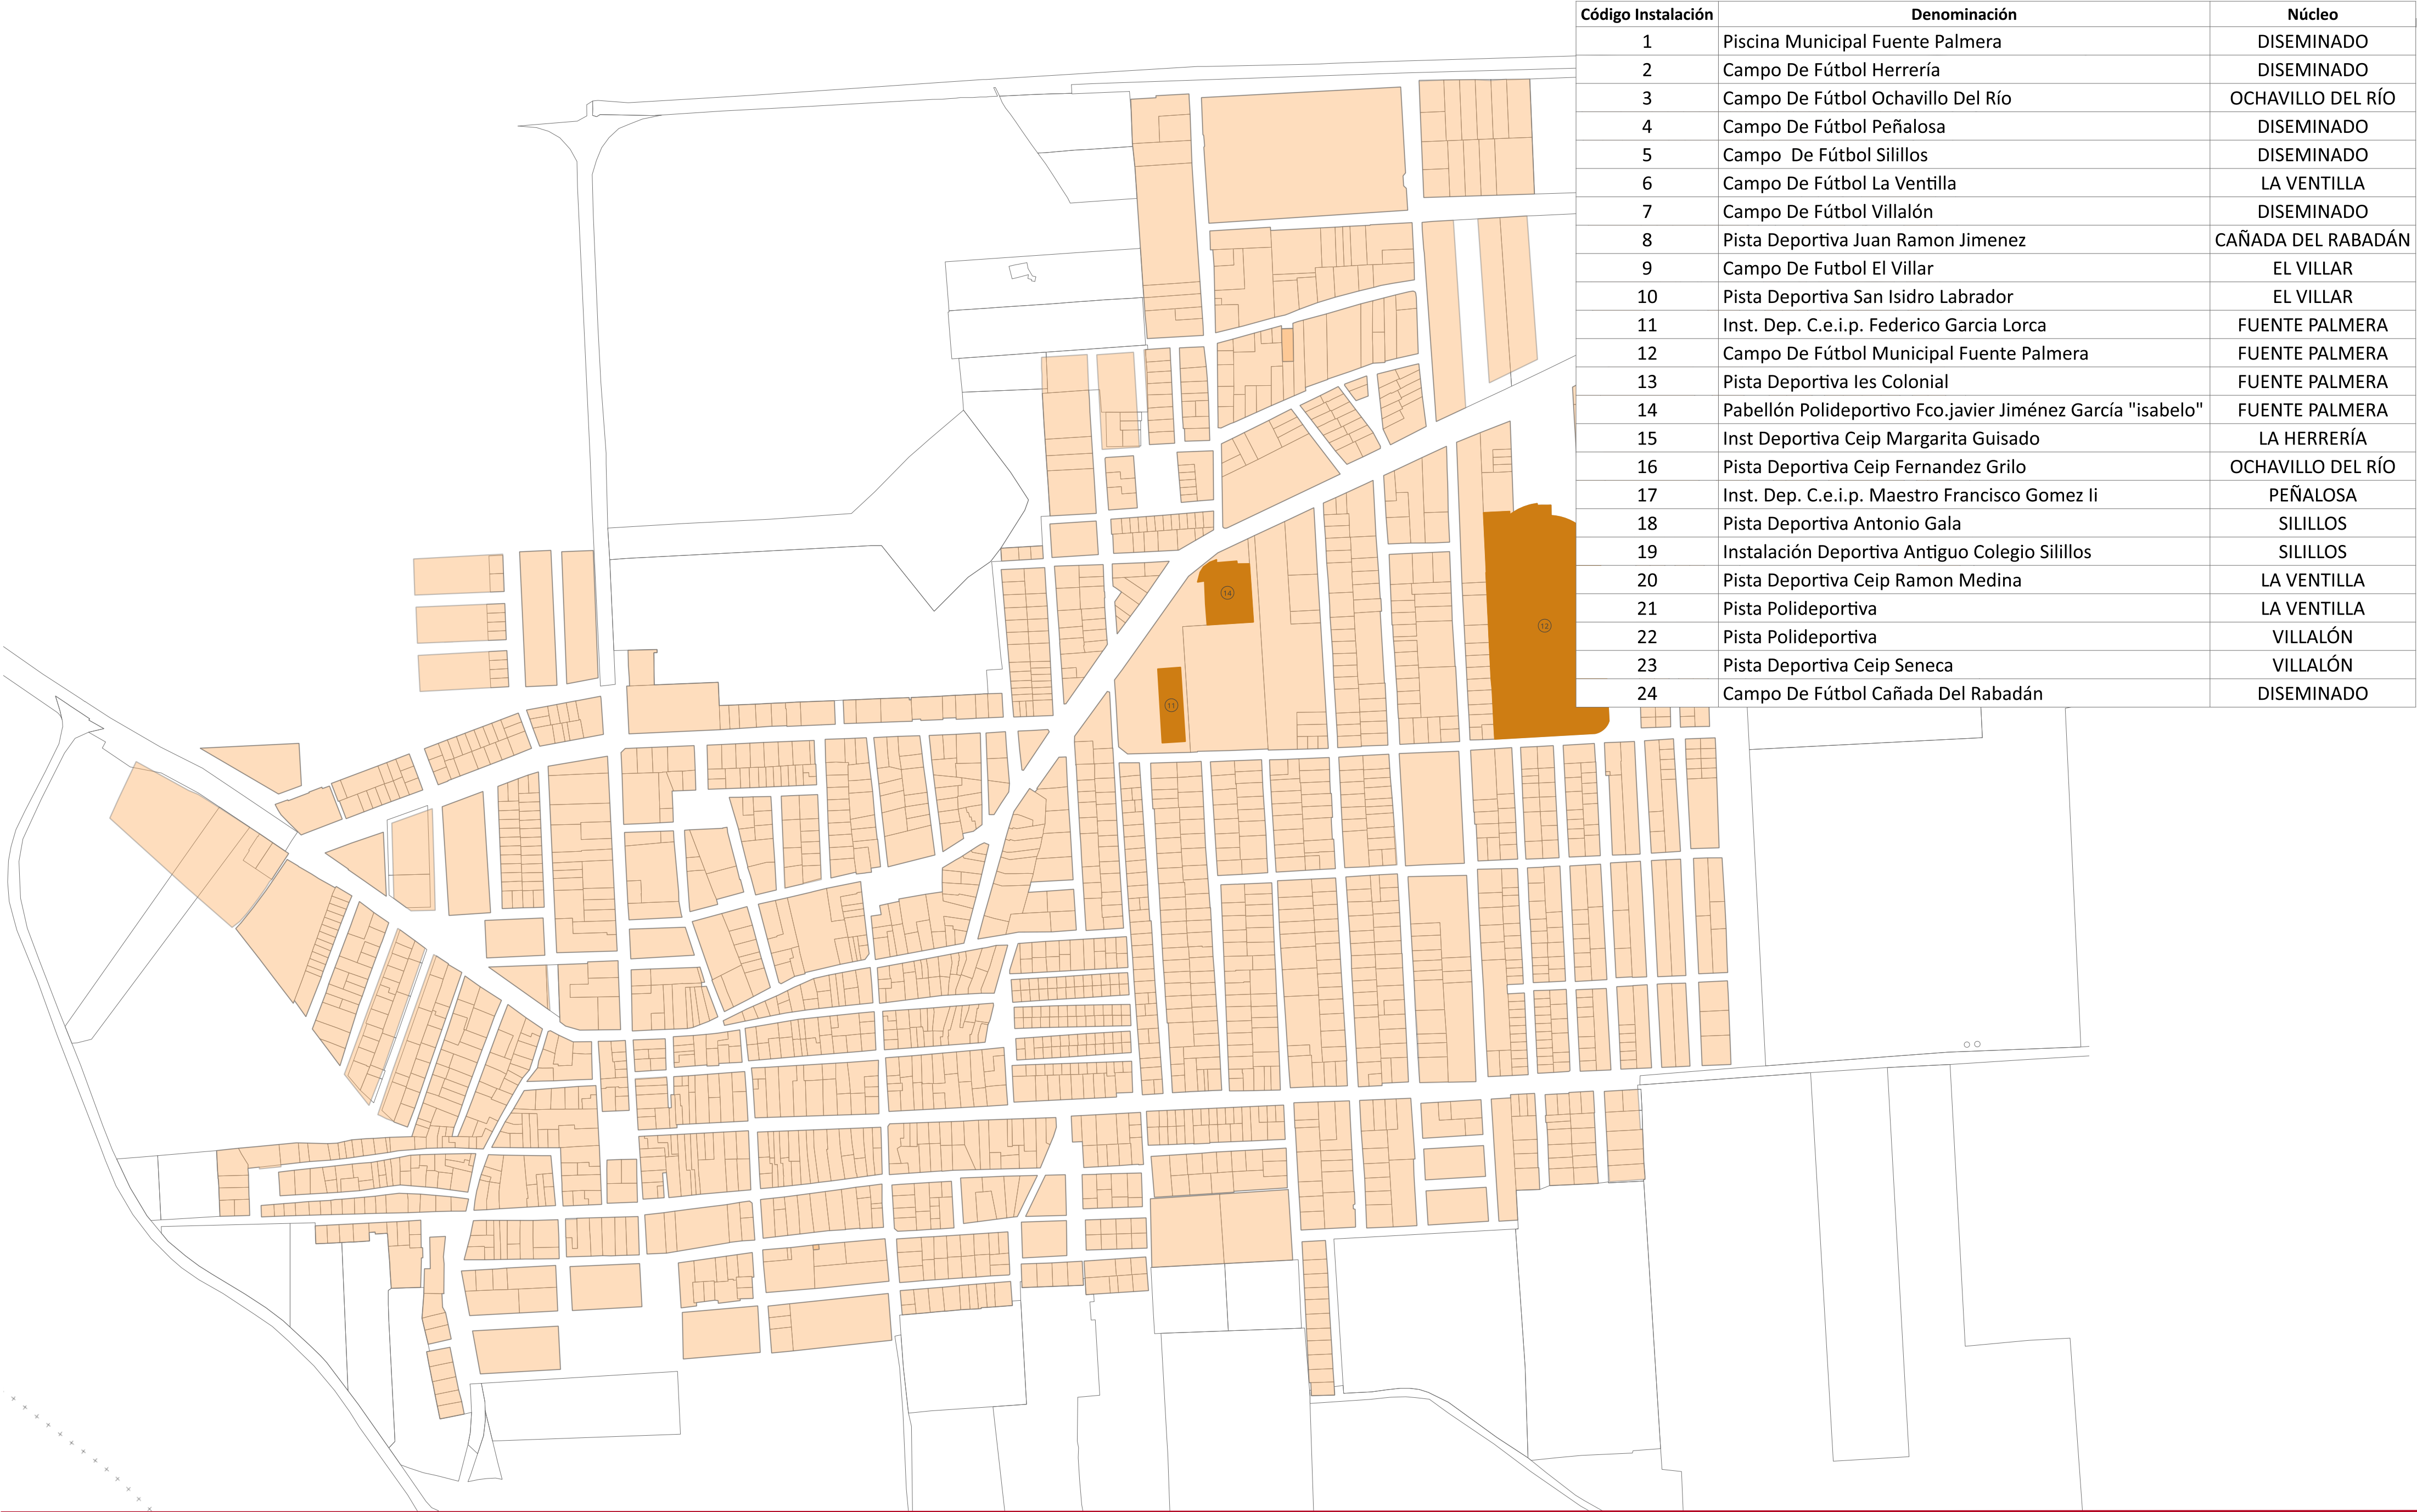 Código Instalación Denominación Núcleo
1 Piscina Municipal Fuente Palmera DISEMINADO
2 Campo De Fútbol Herrería DISEMINADO
3 Campo De Fútbol Ochavillo Del Río OCHAVILLO DEL RÍO
4 Campo De Fútbol Peñalosa DISEMINADO
5 Campo De Fútbol Silillos DISEMINADO
6 Campo De Fútbol La Ventilla LA VENTILLA
7 Campo De Fútbol Villalón DISEMINADO
8 Pista Deportiva Juan Ramon Jimenez CAÑADA DEL RABADÁN
9 Campo De Futbol El Villar EL VILLAR
10 Pista Deportiva San Isidro Labrador EL VILLAR
11 Inst. Dep. C.e.i.p. Federico Garcia Lorca FUENTE PALMERA
12 Campo De Fútbol Municipal Fuente Palmera FUENTE PALMERA
13 Pista Deportiva Ies Colonial FUENTE PALMERA
14 Pabellón Polideportivo Fco.javier Jiménez García "isabelo" FUENTE PALMERA
15 Inst Deportiva Ceip Margarita Guisado LA HERRERÍA
16 Pista Deportiva Ceip Fernandez Grilo OCHAVILLO DEL RÍO
17 Inst. Dep. C.e.i.p. Maestro Francisco Gomez Ii PEÑALOSA
18 Pista Deportiva Antonio Gala SILILLOS
19 Instalación Deportiva Antiguo Colegio Silillos SILILLOS
20 Pista Deportiva Ceip Ramon Medina LA VENTILLA
21 Pista Polideportiva LA VENTILLA
22 Pista Polideportiva VILLALÓN
23 Pista Deportiva Ceip Seneca VILLALÓN
24 Campo De Fútbol Cañada Del Rabadán DISEMINADO
14
12
11